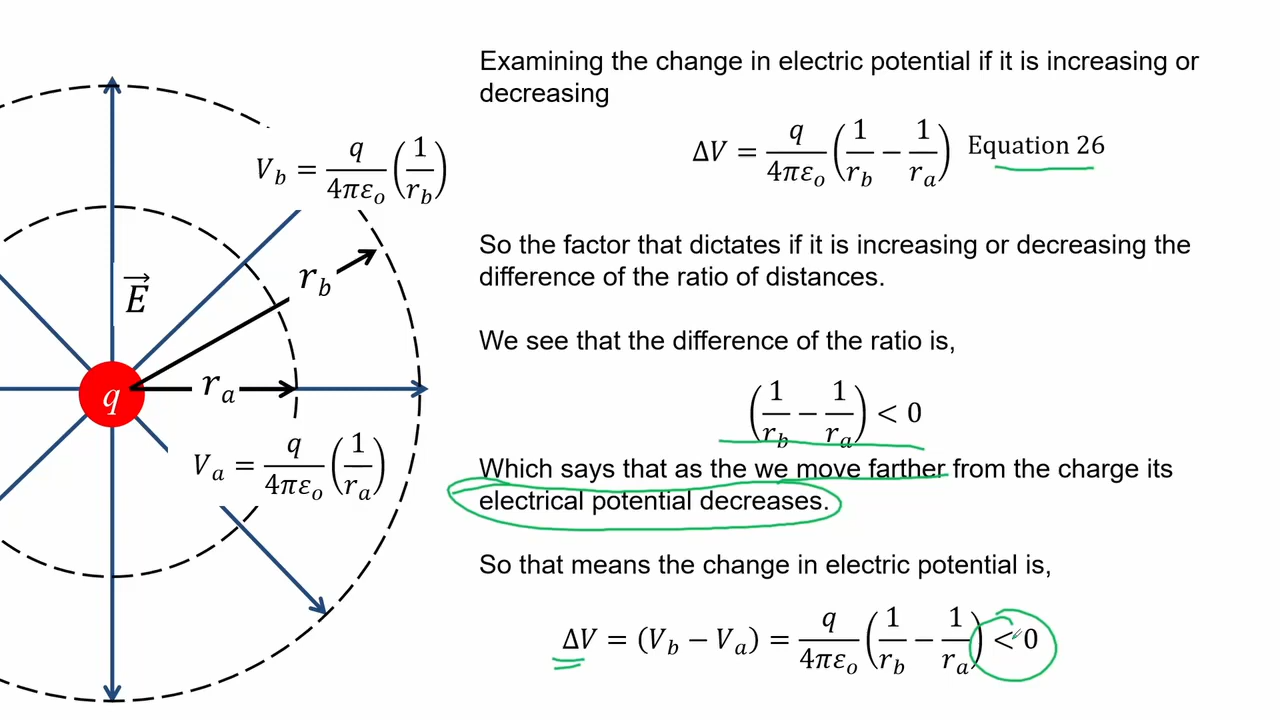 Examining the change in electric potential if it is increasing or
decreasing
ΔV = q/4πε₀ (1/r_b − 1/r_a) Equation 26
So the factor that dictates if it is increasing or decreasing the
difference of the ratio of distances.
We see that the difference of the ratio is,
(1/r_b − 1/r_a) < 0
Which says that as the we move farther from the charge its
electrical potential decreases.
So that means the change in electric potential is,
ΔV = (V_b − V_a) = q/4πε₀ (1/r_b − 1/r_a) < 0
V_b = q/4πε₀ (1/r_b)
r_b
E⃗
r_a
q
V_a = q/4πε₀ (1/r_a)